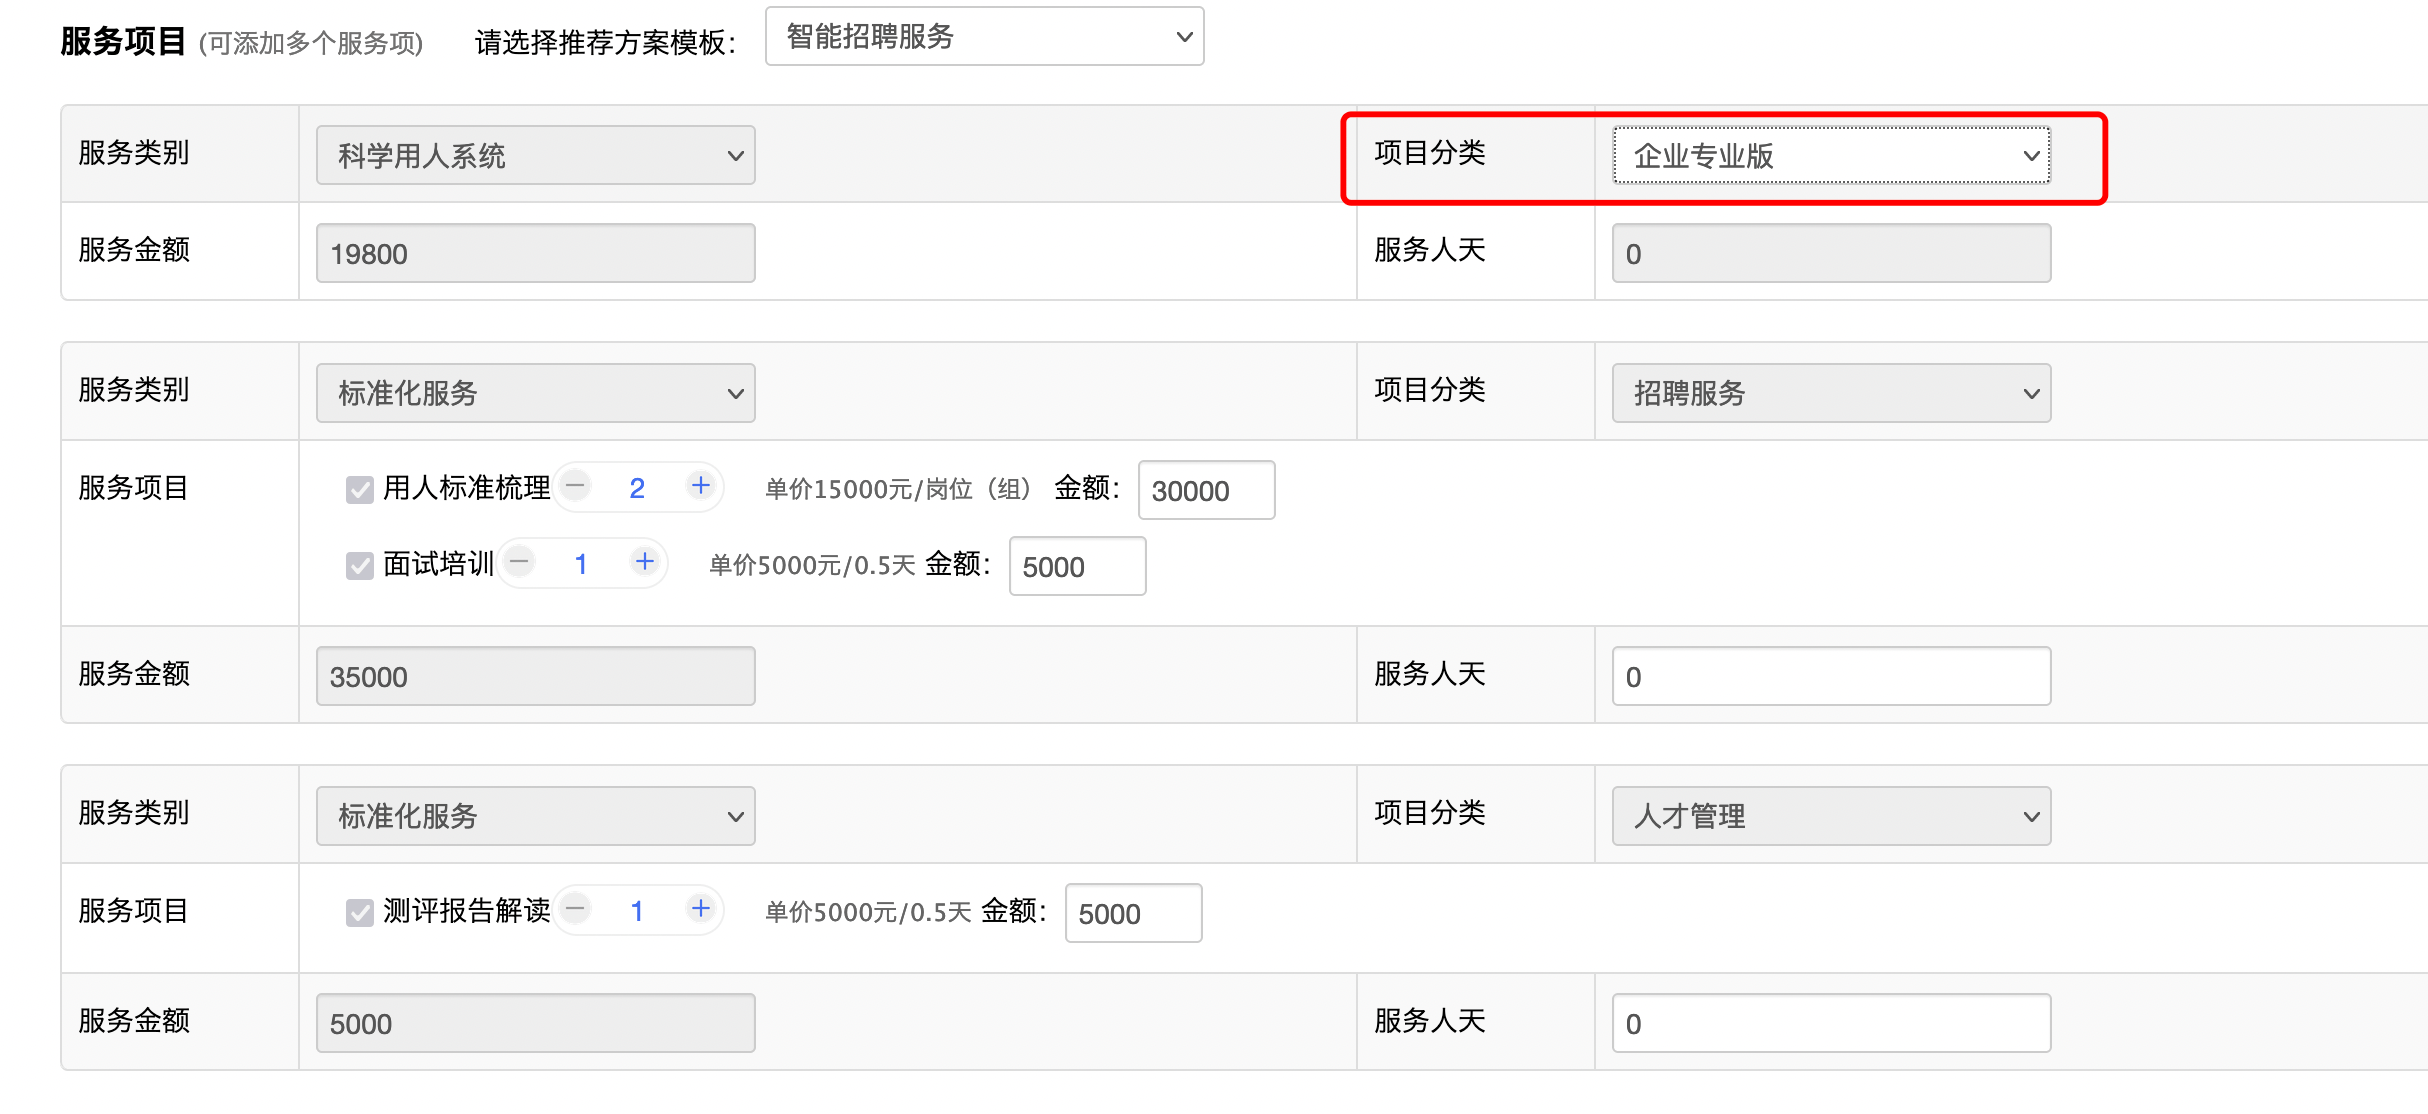 服务项目 (可添加多个服务项) 请选择推荐方案模板： 智能招聘服务
服务类别 科学用人系统 项目分类 企业专业版
服务金额 19800 服务人天 0
服务类别 标准化服务 项目分类 招聘服务
服务项目 用人标准梳理 2 单价15000元/岗位（组） 金额： 30000
面试培训 1 单价5000元/0.5天 金额： 5000
服务金额 35000 服务人天 0
服务类别 标准化服务 项目分类 人才管理
服务项目 测评报告解读 1 单价5000元/0.5天 金额： 5000
服务金额 5000 服务人天 0